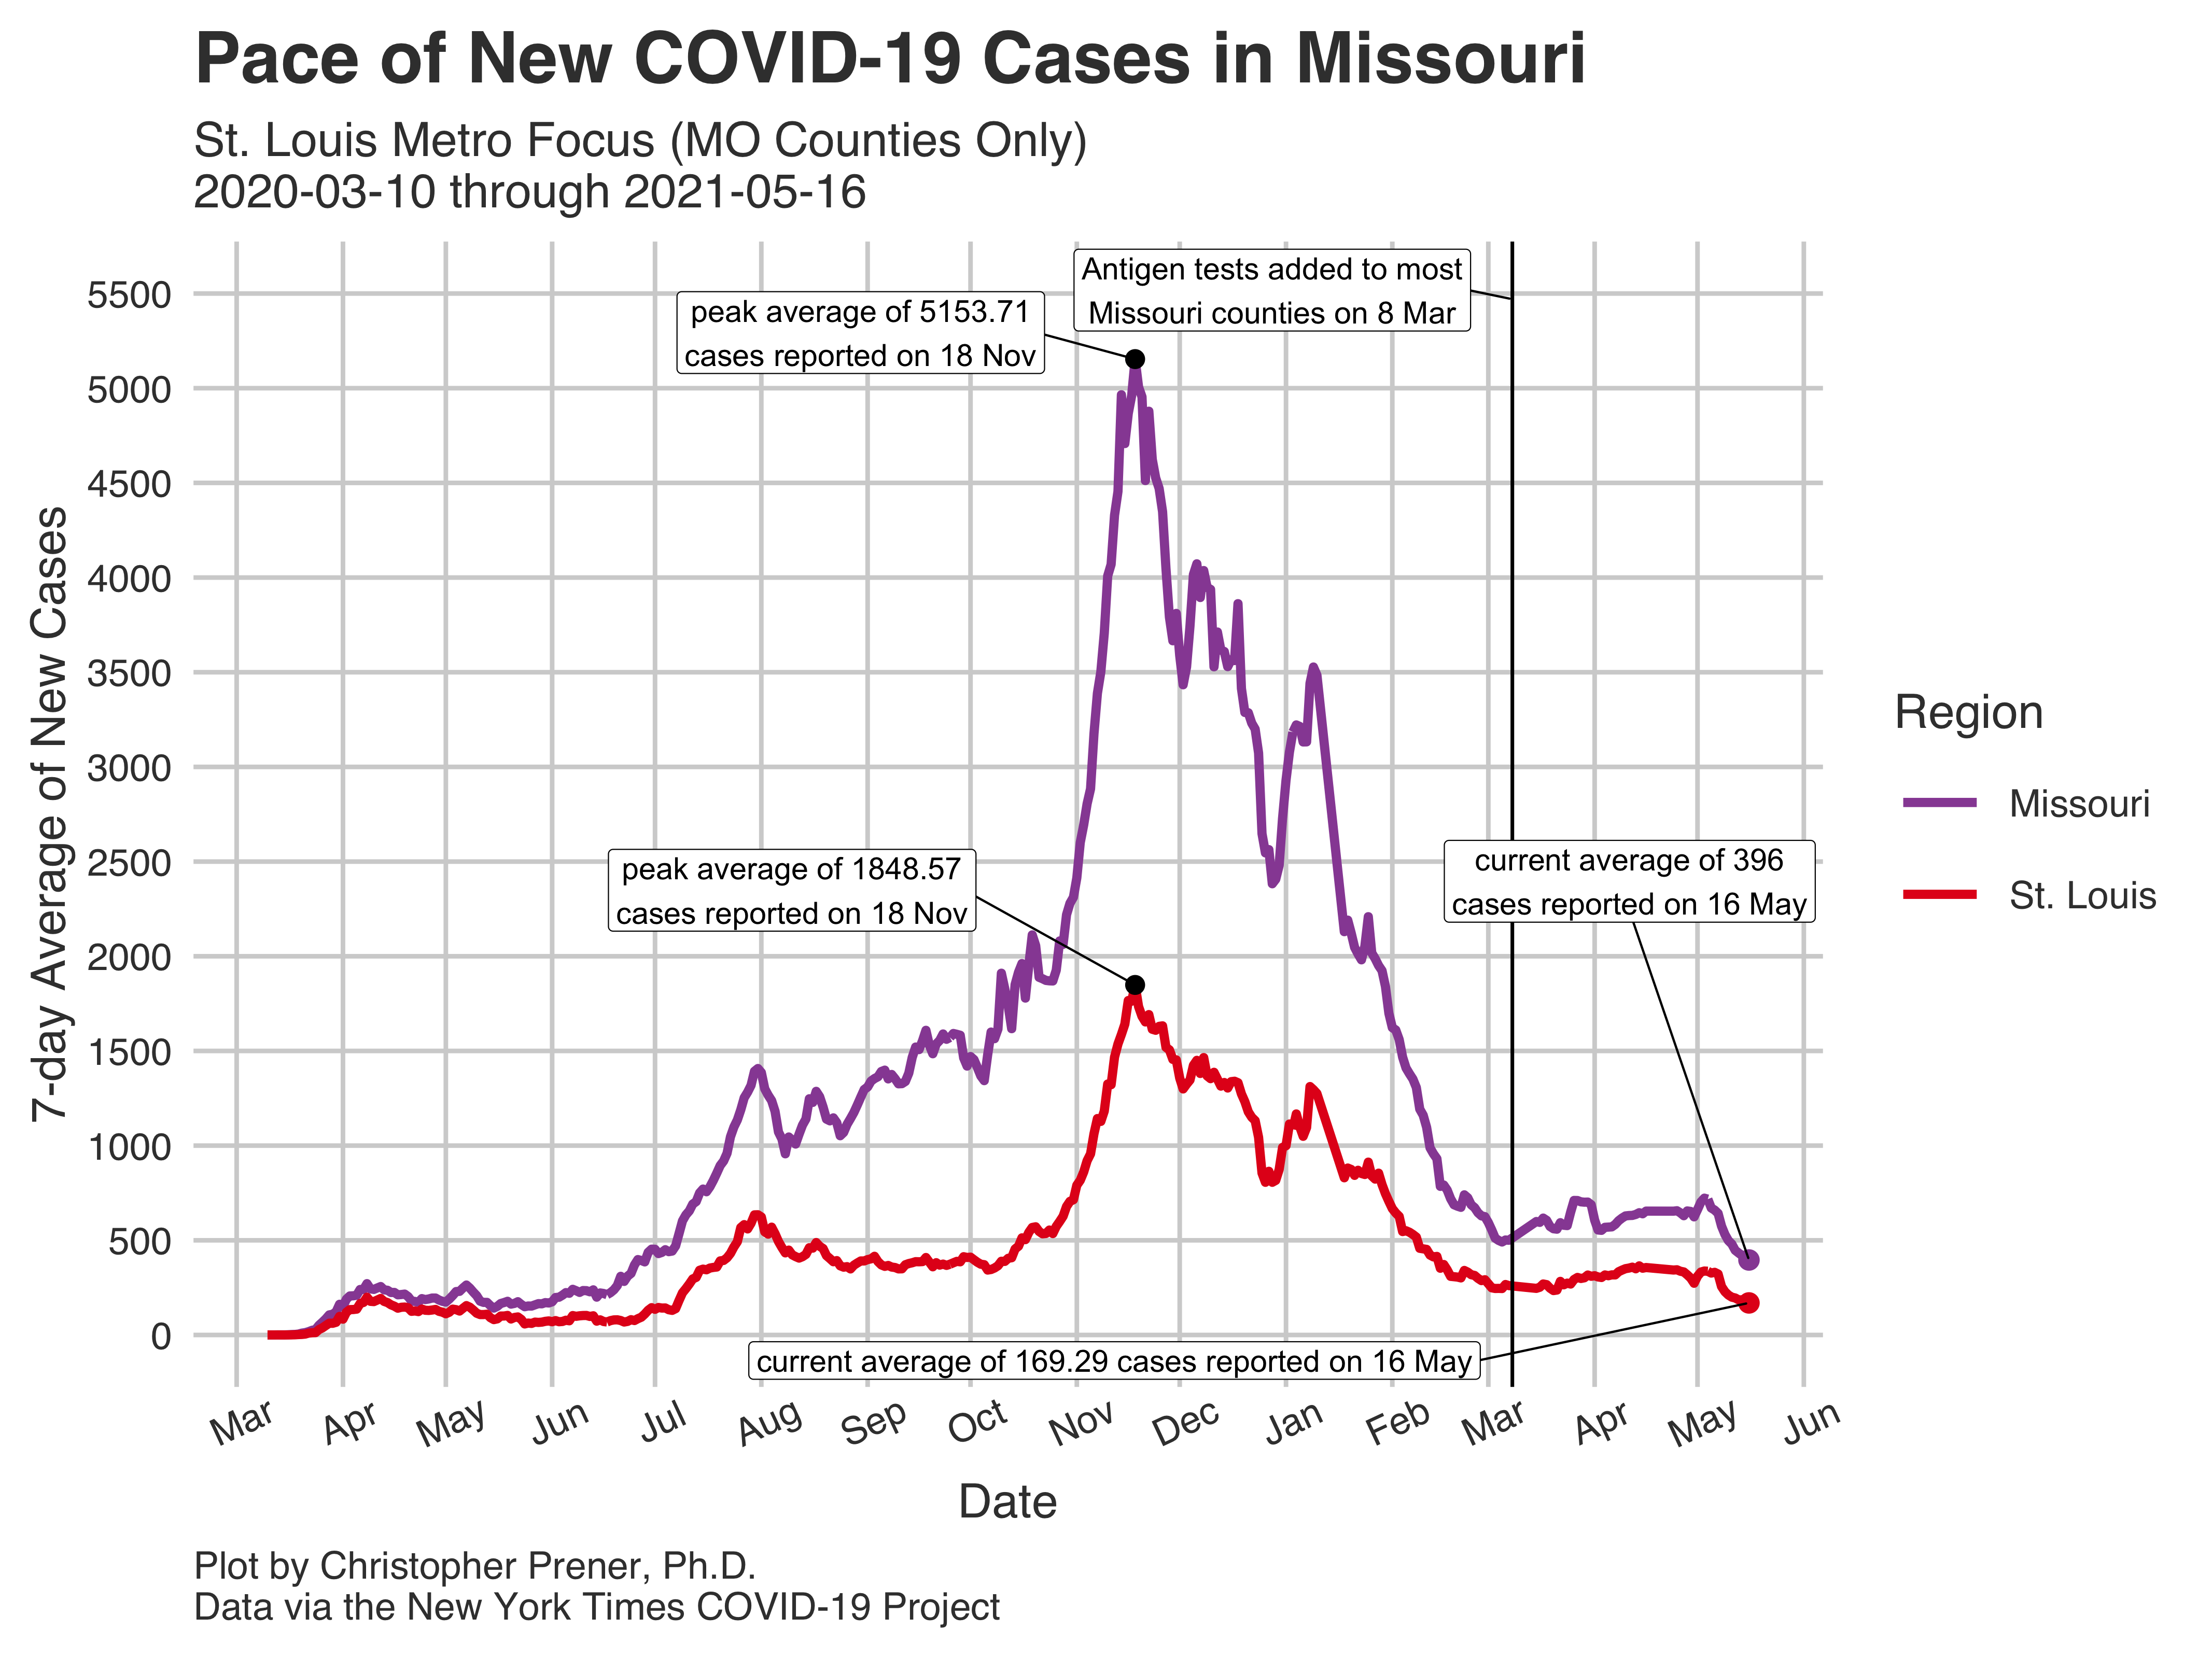 Pace of New COVID-19 Cases in Missouri
St. Louis Metro Focus (MO Counties Only)
2020-03-10 through 2021-05-16
Antigen tests added to most
Missouri counties on 8 Mar
peak average of 5153.71
cases reported on 18 Nov
peak average of 1848.57
cases reported on 18 Nov
current average of 396
cases reported on 16 May
current average of 169.29 cases reported on 16 May
7-day Average of New Cases
5500
5000
4500
4000
3500
3000
2500
2000
1500
1000
500
0
Mar Apr May Jun Jul Aug Sep Oct Nov Dec Jan Feb Mar Apr May Jun
Date
Region
Missouri
St. Louis
Plot by Christopher Prener, Ph.D.
Data via the New York Times COVID-19 Project